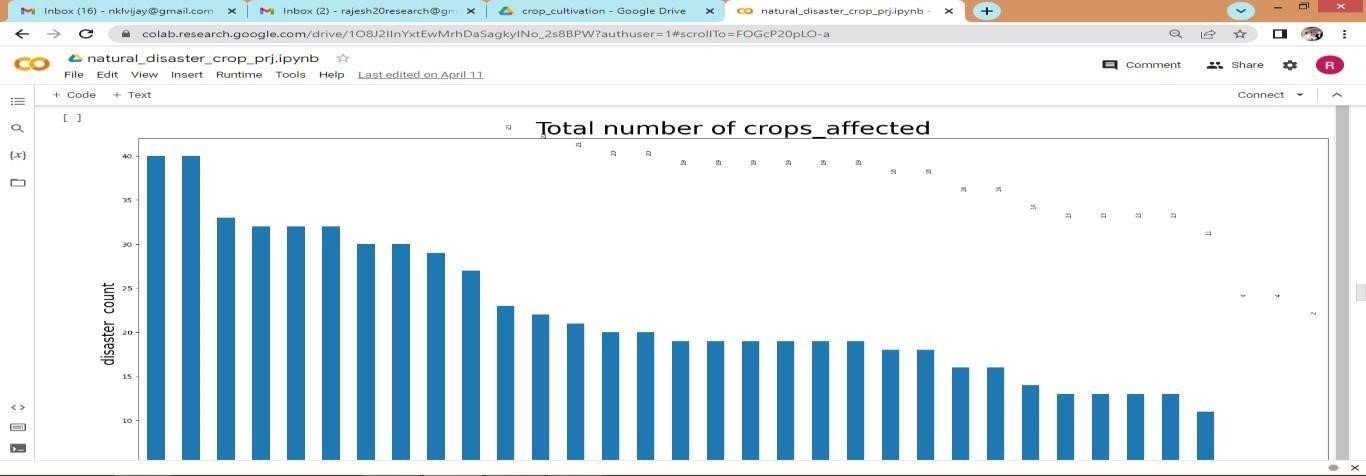 Inbox (16) - nklvijay@gmail.com
Inbox (2) - rajesh20research@gm
crop_cultivation - Google Drive
natural_disaster_crop_prj.ipynb -
colab.research.google.com/drive/1O8J2IInYxtEwMrhDaSagkyINo_2s8BPW?authuser=1#scrollTo=FOGcP20pLO-a
natural_disaster_crop_prj.ipynb
File Edit View Insert Runtime Tools Help Last edited on April 11
Comment Share R
+ Code + Text
Connect
[ ]
Total number of crops_affected
40
35
30
25
20
15
10
disaster count